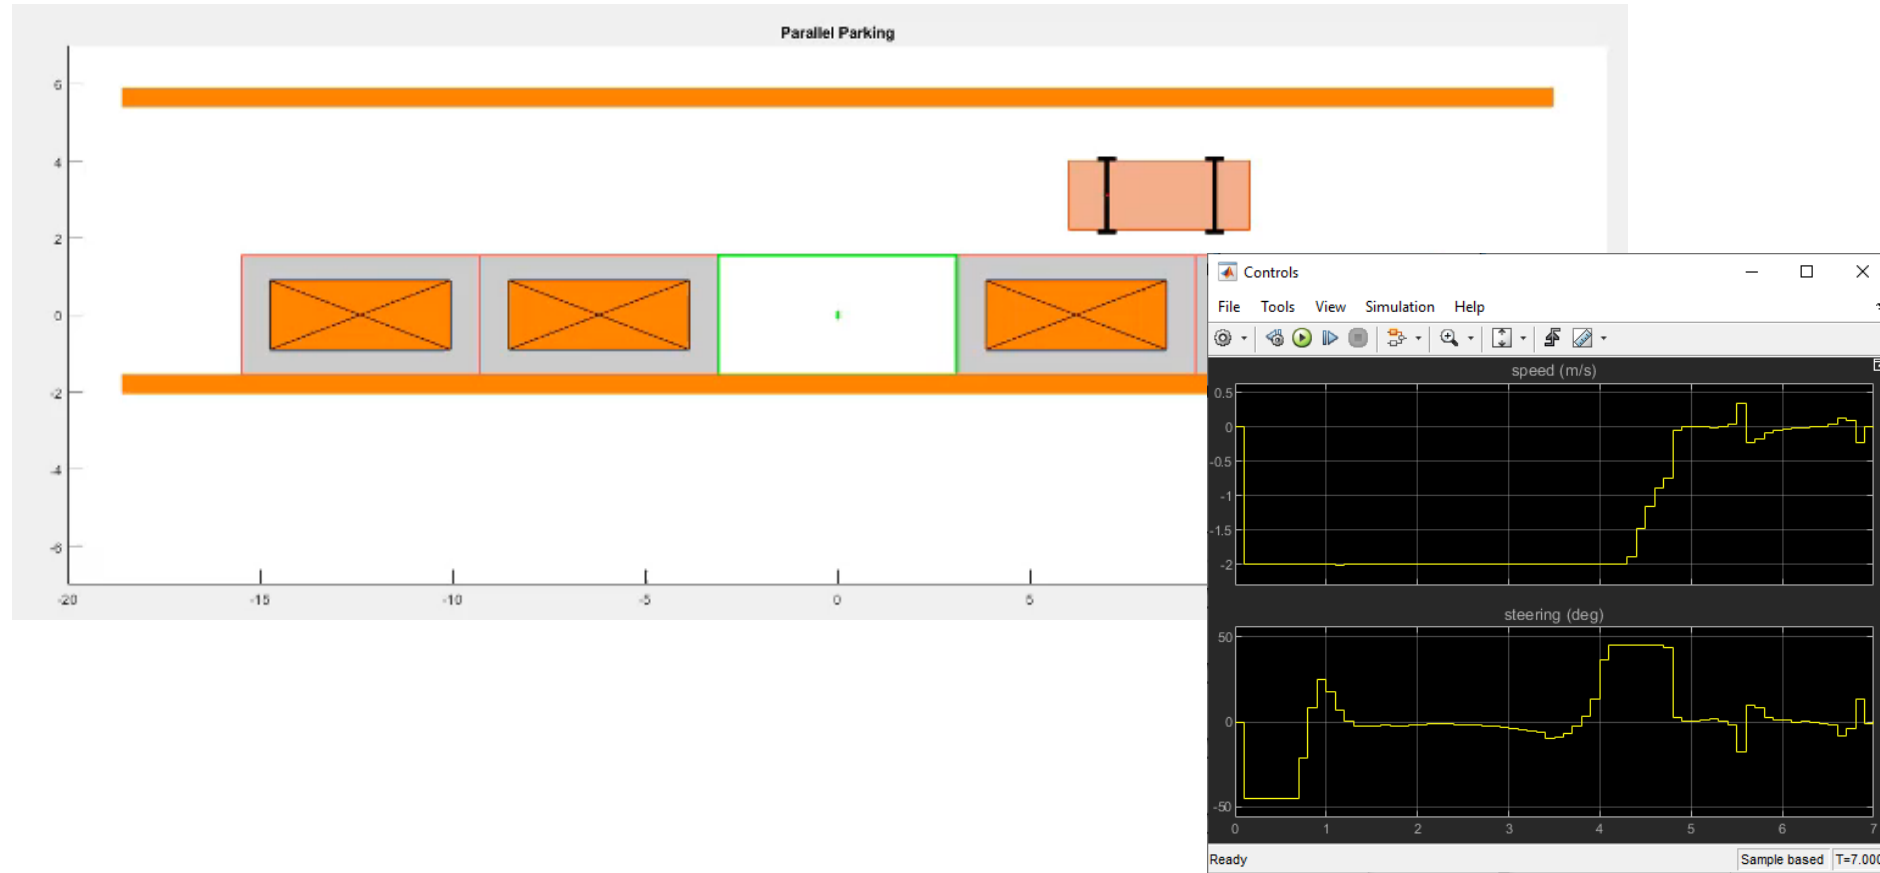 Parallel Parking
6
4
2
0
-2
-4
-6
-20 -15 -10 -5 0 5
Controls
File Tools View Simulation Help
speed (m/s)
0.5
0
-0.5
-1
-1.5
-2
steering (deg)
50
0
-50
0 1 2 3 4 5 6 7
Ready Sample based T=7.000